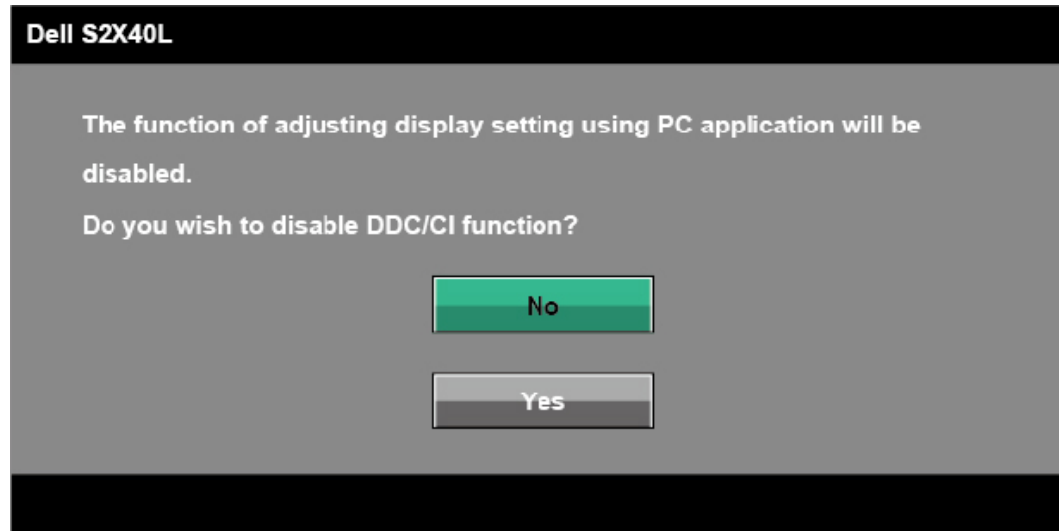 Dell S2X40L
The function of adjusting display setting using PC application will be
disabled.
Do you wish to disable DDC/CI function?
No
Yes